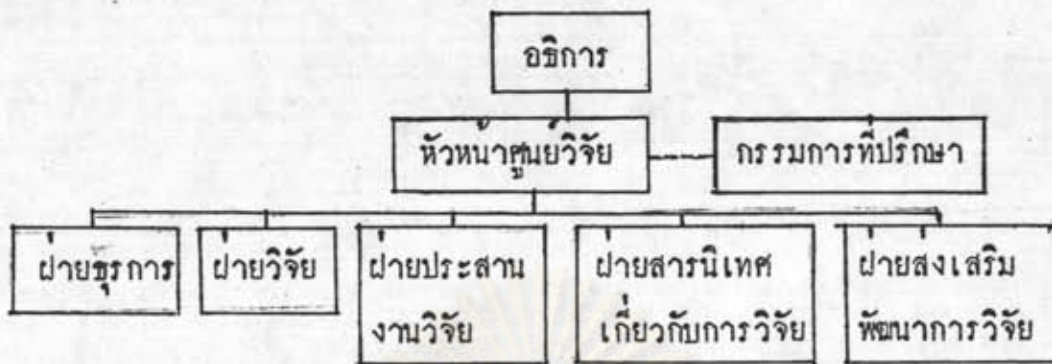 อธิการ
หัวหน้าศูนย์วิจัย
กรรมการที่ปรึกษา
ฝ่ายธุรการ
ฝ่ายวิจัย
ฝ่ายประสาน
งานวิจัย
ฝ่ายสารนิเทศ
เกี่ยวกับการวิจัย
ฝ่ายส่งเสริม
พัฒนาการวิจัย